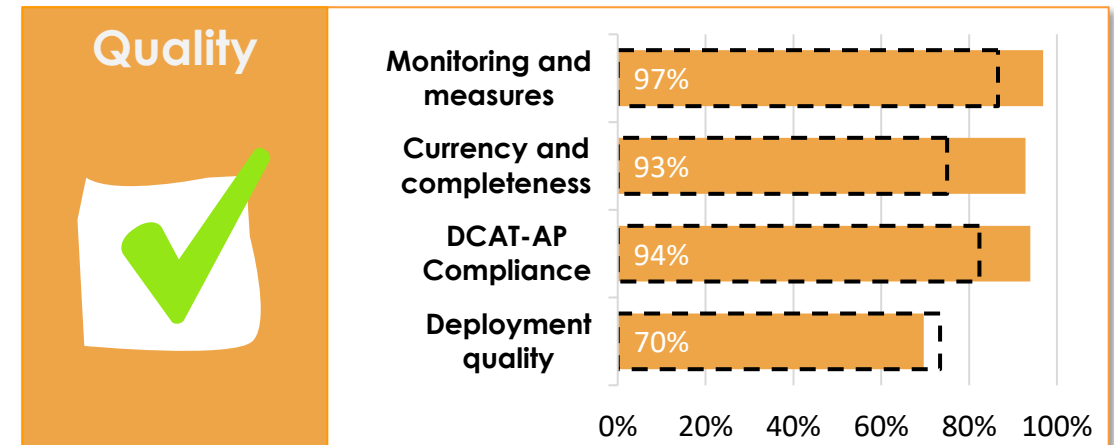 Quality
Monitoring and
measures
97%
Currency and
completeness
93%
DCAT-AP
Compliance
94%
Deployment
quality
70%
0% 20% 40% 60% 80% 100%